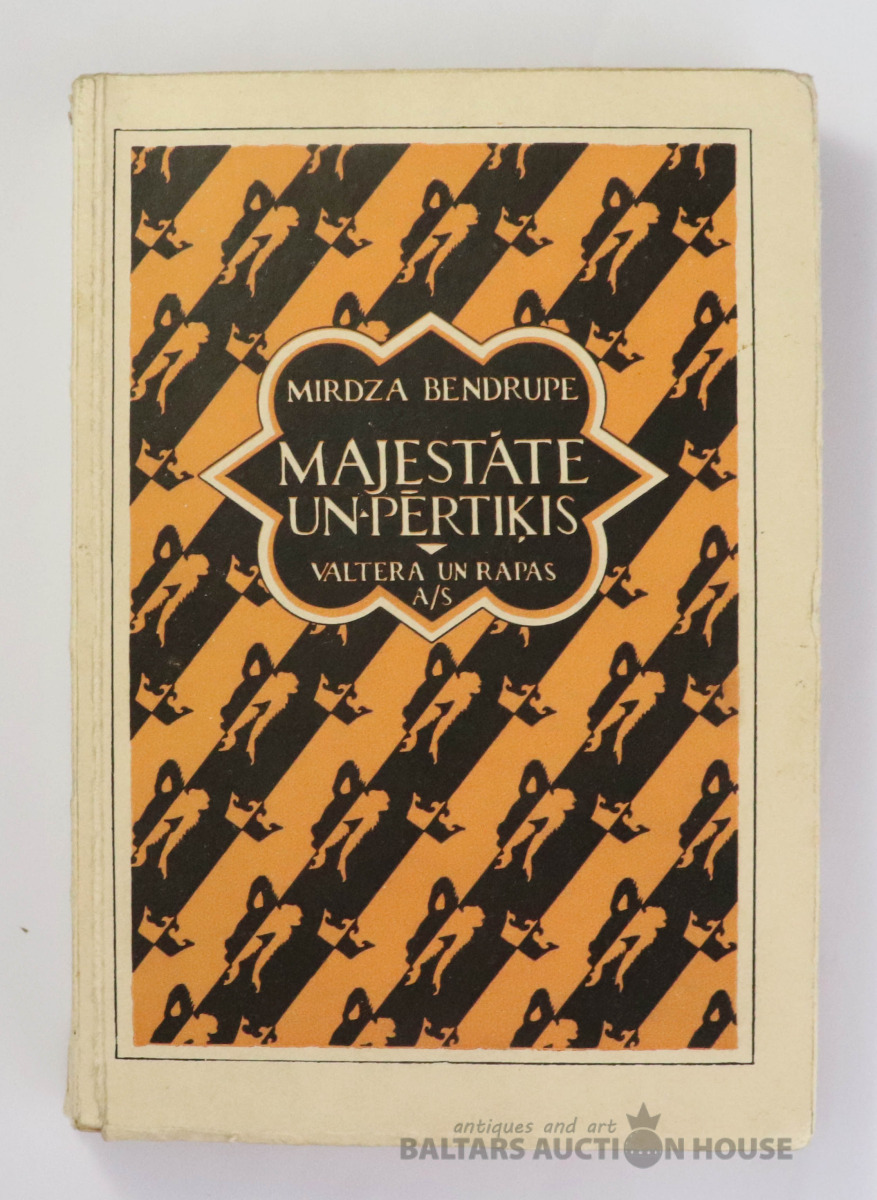 MIRDZA BENDRUPE
MAJESTĀTE
UN·PĒRTIĶIS
VALTERA UN RAPAS
A/S
antiques and art
BALTARS AUCTION HOUSE